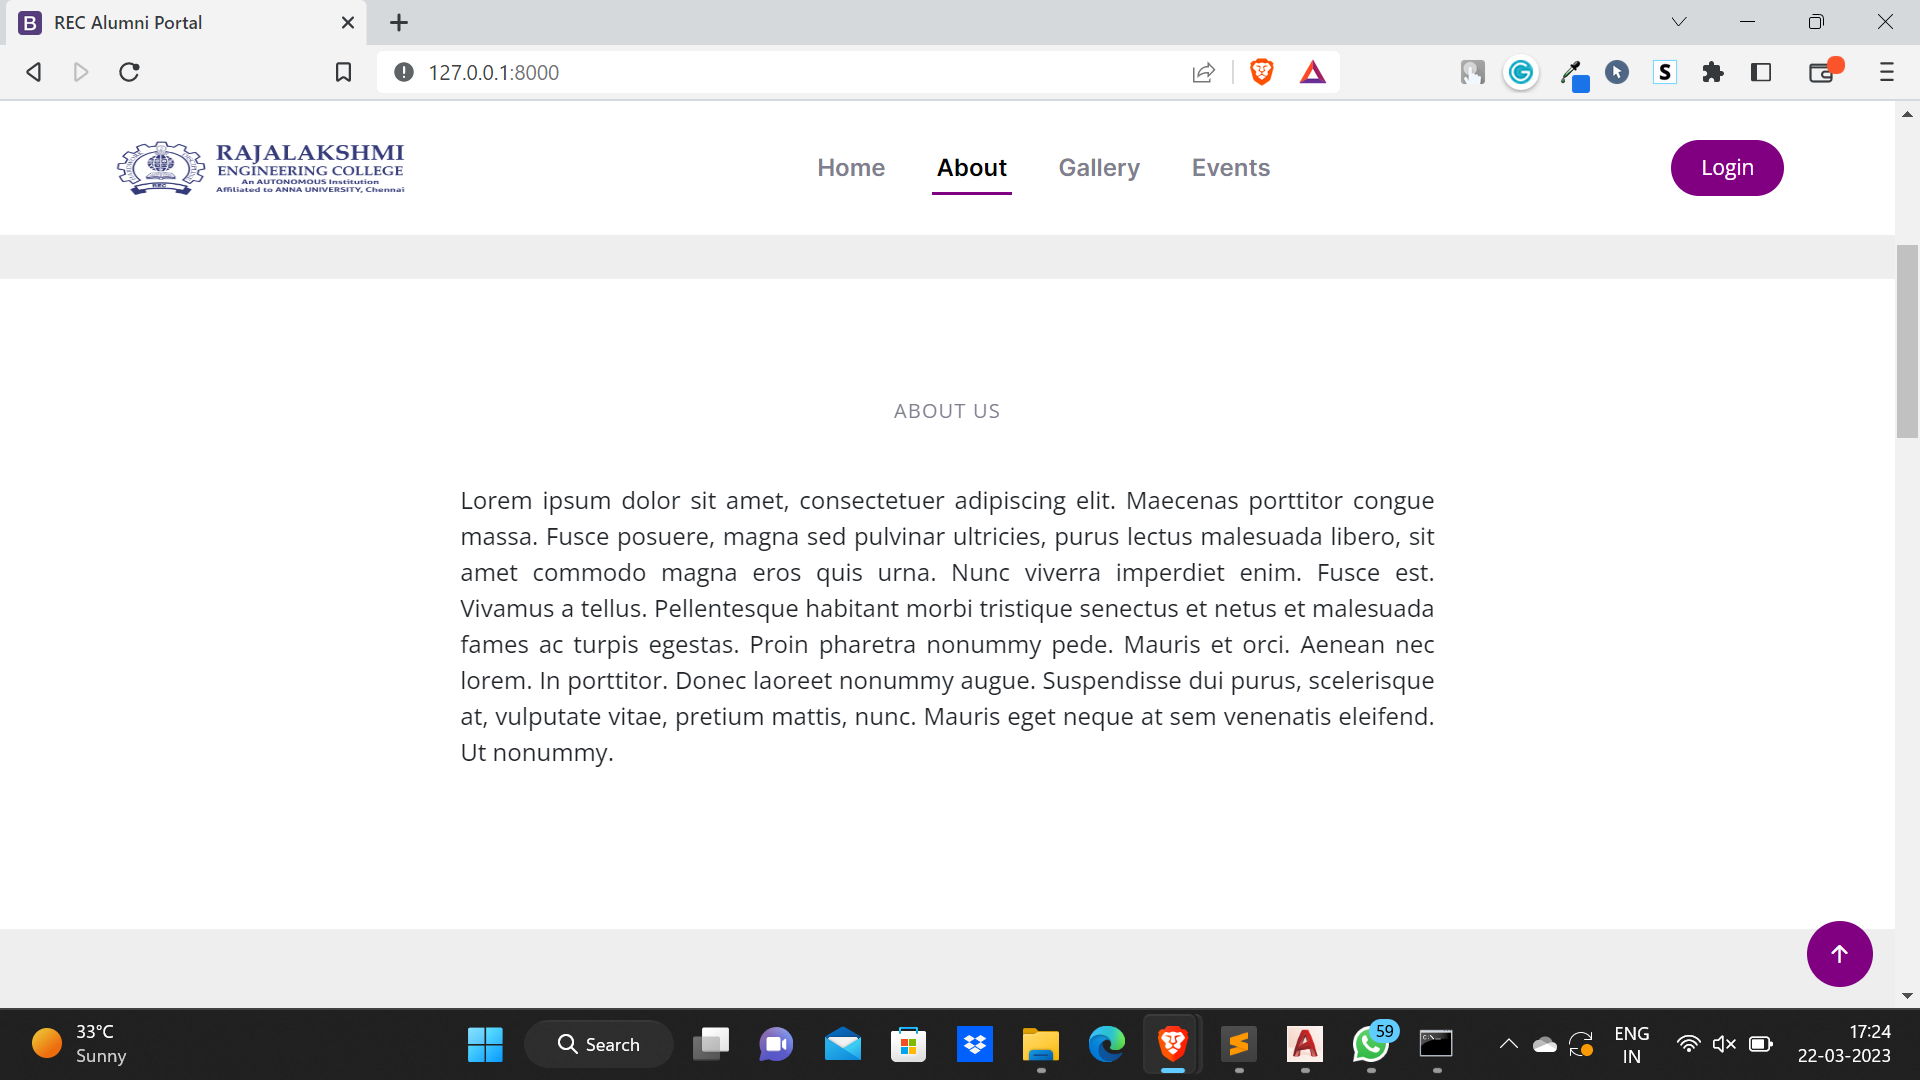 REC Alumni Portal
127.0.0.1:8000
S
RAJALAKSHMI
ENGINEERING COLLEGE
An AUTONOMOUS Institution
Affiliated to ANNA UNIVERSITY, Chennai
REC
Home About Gallery Events
Login
ABOUT US
Lorem ipsum dolor sit amet, consectetuer adipiscing elit. Maecenas porttitor congue
massa. Fusce posuere, magna sed pulvinar ultricies, purus lectus malesuada libero, sit
amet commodo magna eros quis urna. Nunc viverra imperdiet enim. Fusce est.
Vivamus a tellus. Pellentesque habitant morbi tristique senectus et netus et malesuada
fames ac turpis egestas. Proin pharetra nonummy pede. Mauris et orci. Aenean nec
lorem. In porttitor. Donec laoreet nonummy augue. Suspendisse dui purus, scelerisque
at, vulputate vitae, pretium mattis, nunc. Mauris eget neque at sem venenatis eleifend.
Ut nonummy.
33°C
Sunny
Search
59
ENG
IN
17:24
22-03-2023